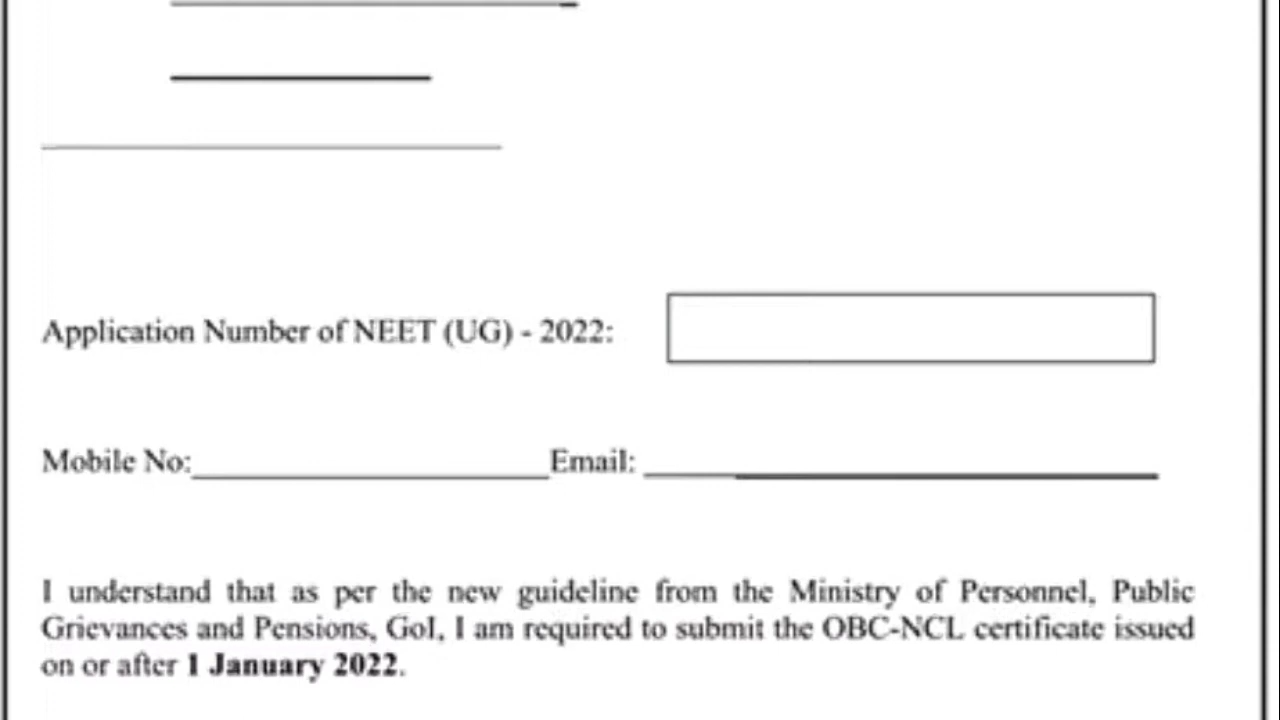 Application Number of NEET (UG) - 2022:
Mobile No:____________________Email: ____________________
I understand that as per the new guideline from the Ministry of Personnel, Public
Grievances and Pensions, GoI, I am required to submit the OBC-NCL certificate issued
on or after 1 January 2022.